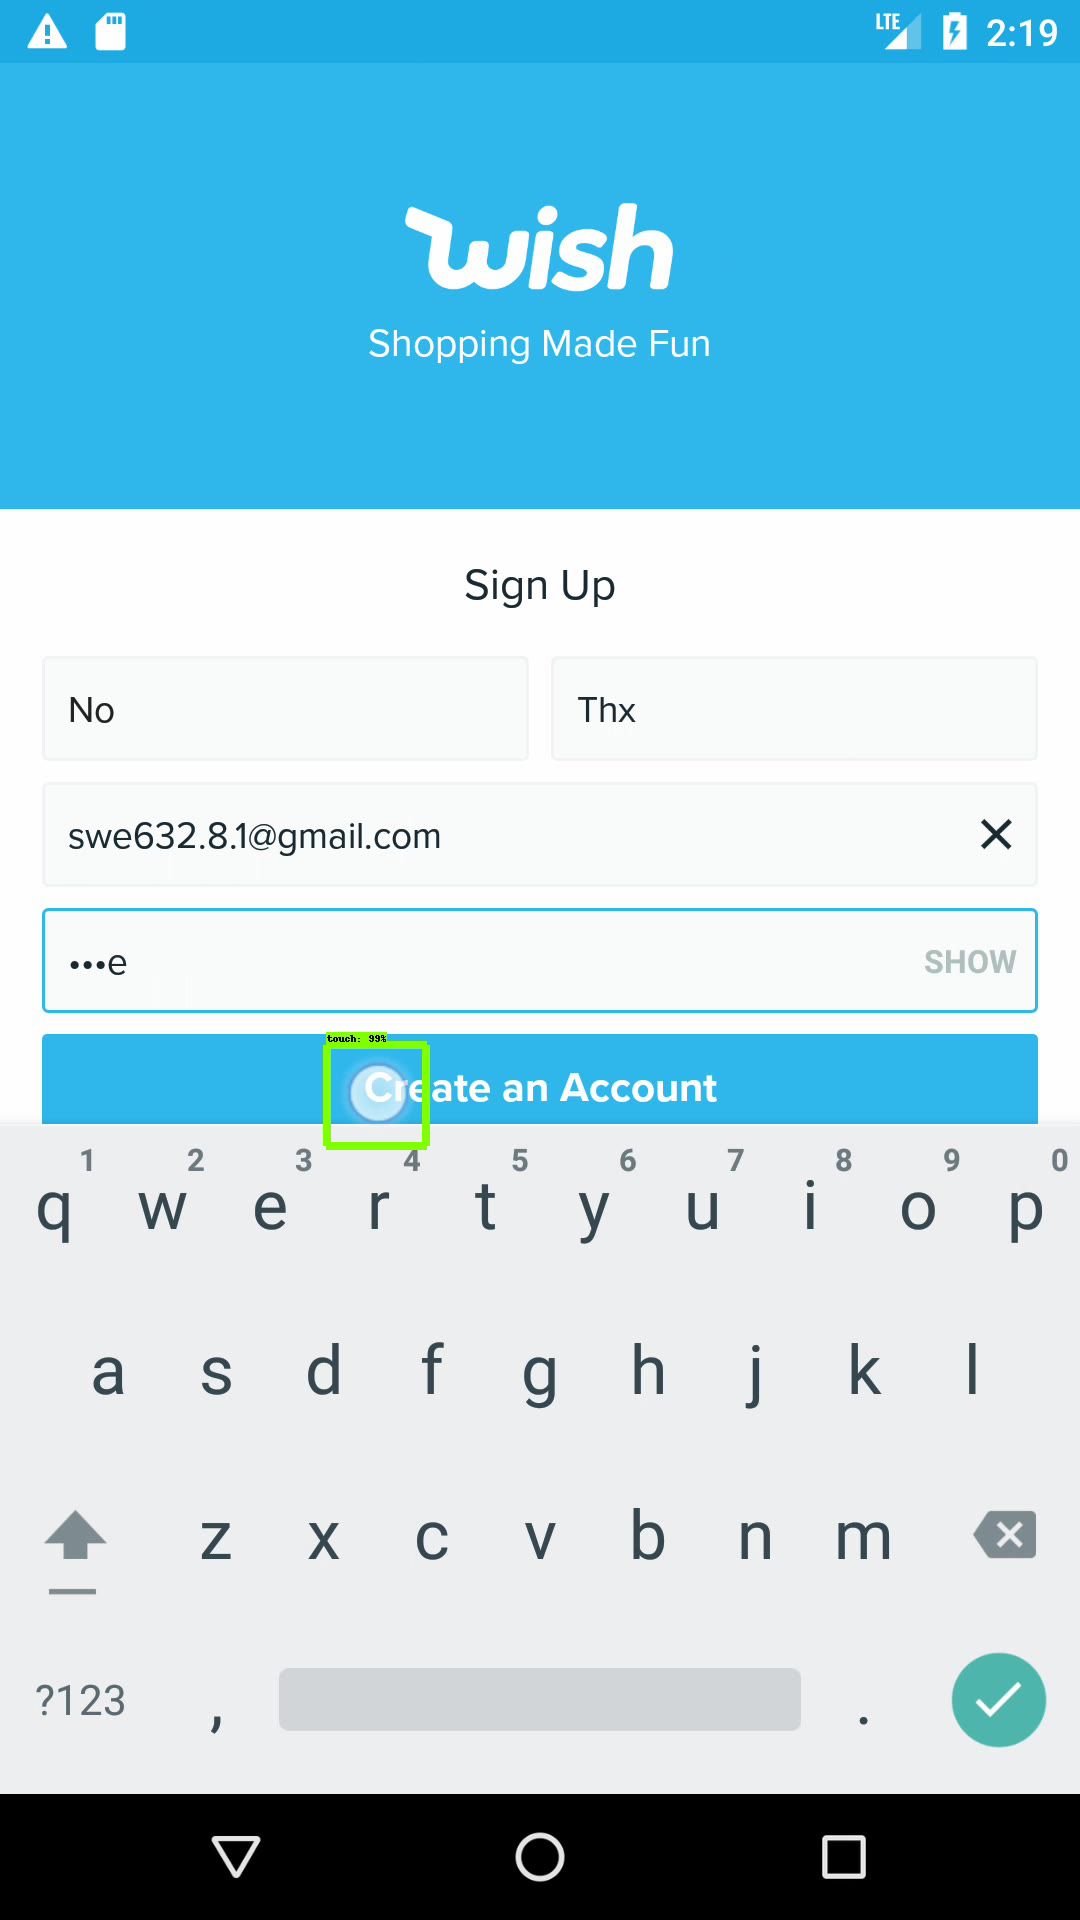 LTE 2:19
wish
Shopping Made Fun
Sign Up
No Thx
swe632.8.1@gmail.com
•••e SHOW
touch: 99%
Create an Account
1 2 3 4 5 6 7 8 9 0
q w e r t y u i o p
a s d f g h j k l
z x c v b n m
?123 , .